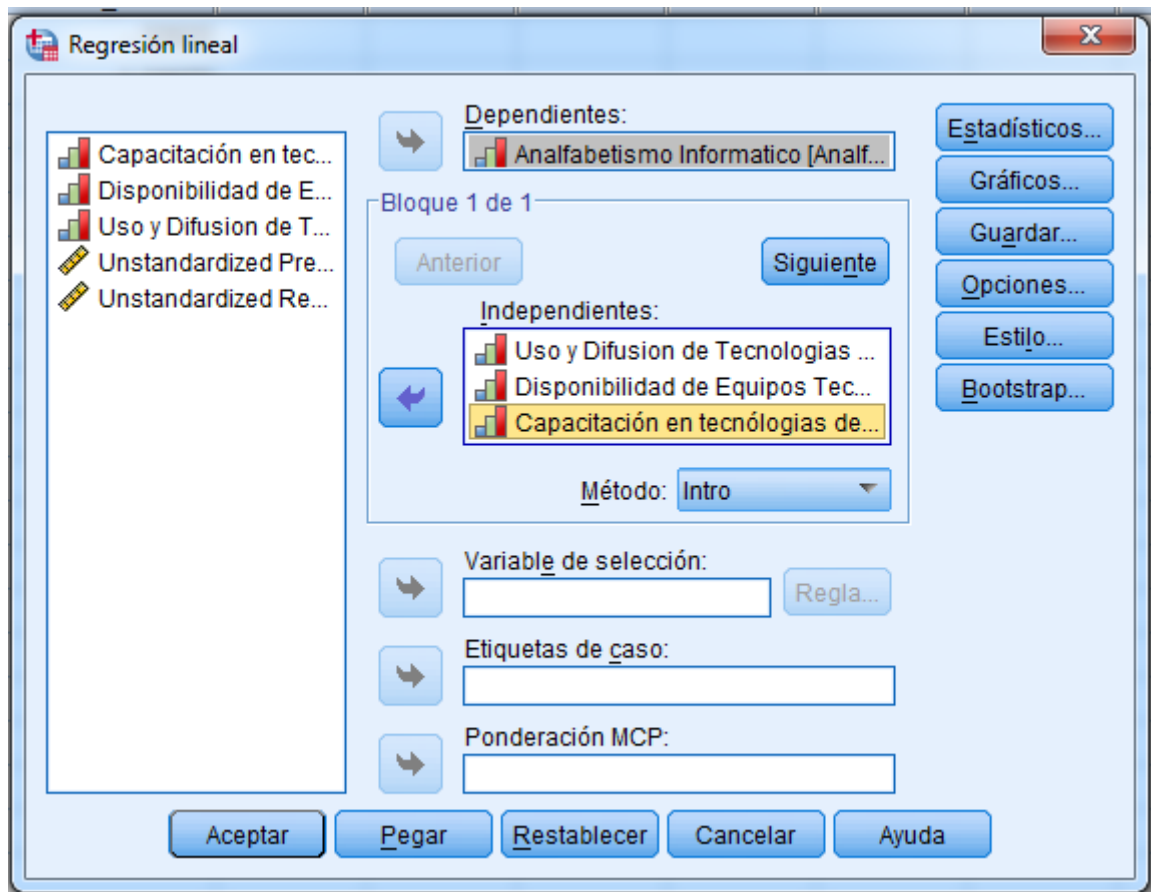 Regresión lineal
Capacitación en tec...
Disponibilidad de E...
Uso y Difusion de T...
Unstandardized Pre...
Unstandardized Re...
Dependientes:
Analfabetismo Informatico [Analf...
Bloque 1 de 1
Anterior
Siguiente
Independientes:
Uso y Difusion de Tecnologias ...
Disponibilidad de Equipos Tec...
Capacitación en tecnólogias de...
Método: Intro
Variable de selección:
Regla...
Etiquetas de caso:
Ponderación MCP:
Estadísticos...
Gráficos...
Guardar...
Opciones...
Estilo...
Bootstrap...
Aceptar
Pegar
Restablecer
Cancelar
Ayuda